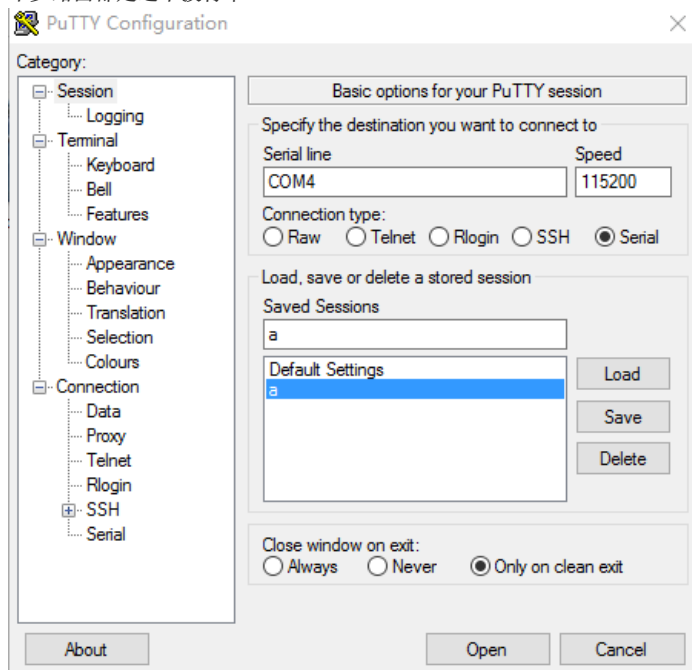 PuTTY Configuration
Category:
Session
Logging
Terminal
Keyboard
Bell
Features
Window
Appearance
Behaviour
Translation
Selection
Colours
Connection
Data
Proxy
Telnet
Rlogin
SSH
Serial
Basic options for your PuTTY session
Specify the destination you want to connect to
Serial line Speed
COM4 115200
Connection type:
Raw Telnet Rlogin SSH Serial
Load, save or delete a stored session
Saved Sessions
a
Default Settings
a
Load
Save
Delete
Close window on exit:
Always Never Only on clean exit
About Open Cancel